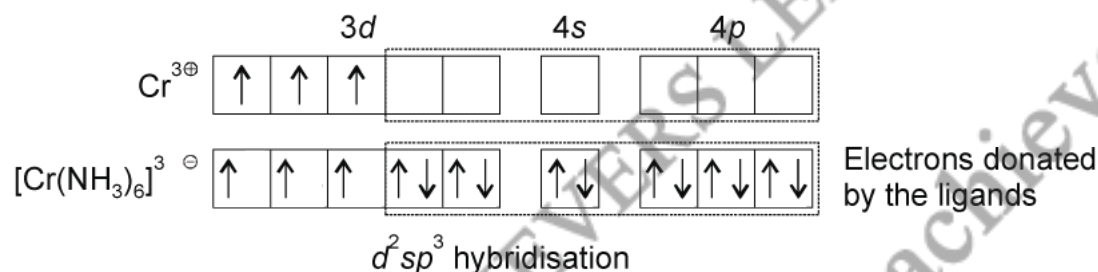 3d 4s 4p
Cr³⊕ ↑ ↑ ↑
[Cr(NH₃)₆]³ ⊖ ↑ ↑ ↑ ↑↓ ↑↓ ↑↓ ↑↓ ↑↓ ↑↓ Electrons donated
by the ligands
d²sp³ hybridisation